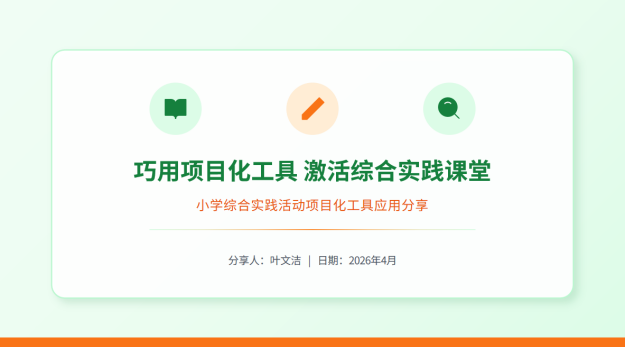 巧用项目化工具 激活综合实践课堂
小学综合实践活动项目化工具应用分享
分享人：叶文洁 | 日期：2026年4月